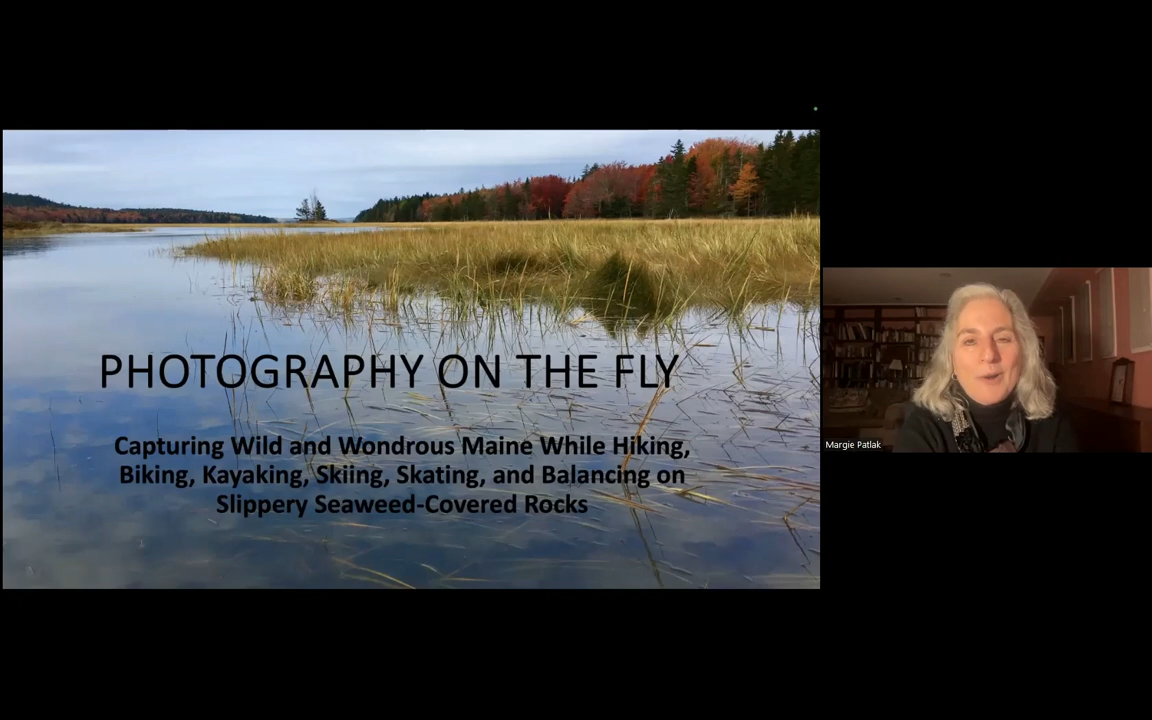 PHOTOGRAPHY ON THE FLY
Capturing Wild and Wondrous Maine While Hiking,
Biking, Kayaking, Skiing, Skating, and Balancing on
Slippery Seaweed-Covered Rocks
Margie Patlak